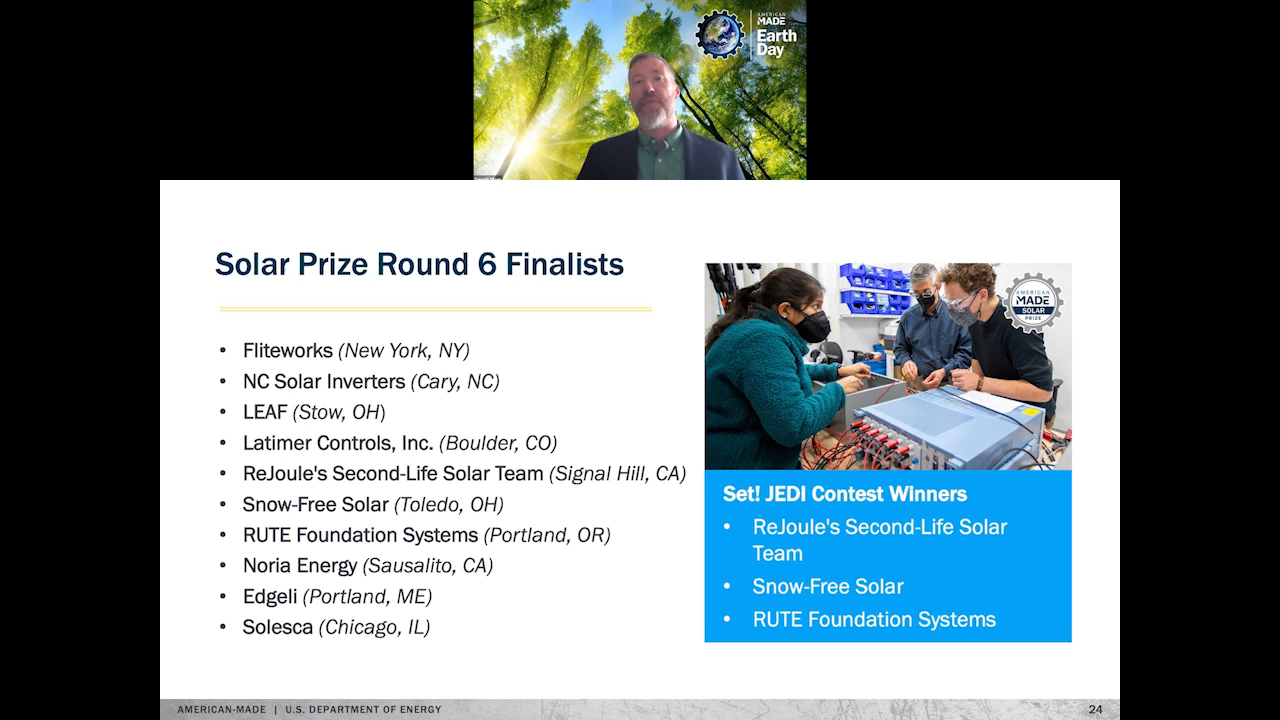 AMERICAN
MADE
Earth
Day
Solar Prize Round 6 Finalists
• Fliteworks (New York, NY)
• NC Solar Inverters (Cary, NC)
• LEAF (Stow, OH)
• Latimer Controls, Inc. (Boulder, CO)
• ReJoule's Second-Life Solar Team (Signal Hill, CA)
• Snow-Free Solar (Toledo, OH)
• RUTE Foundation Systems (Portland, OR)
• Noria Energy (Sausalito, CA)
• Edgeli (Portland, ME)
• Solesca (Chicago, IL)
AMERICAN
MADE
SOLAR
PRIZE
Set! JEDI Contest Winners
• ReJoule's Second-Life Solar
Team
• Snow-Free Solar
• RUTE Foundation Systems
AMERICAN-MADE | U.S. DEPARTMENT OF ENERGY
24